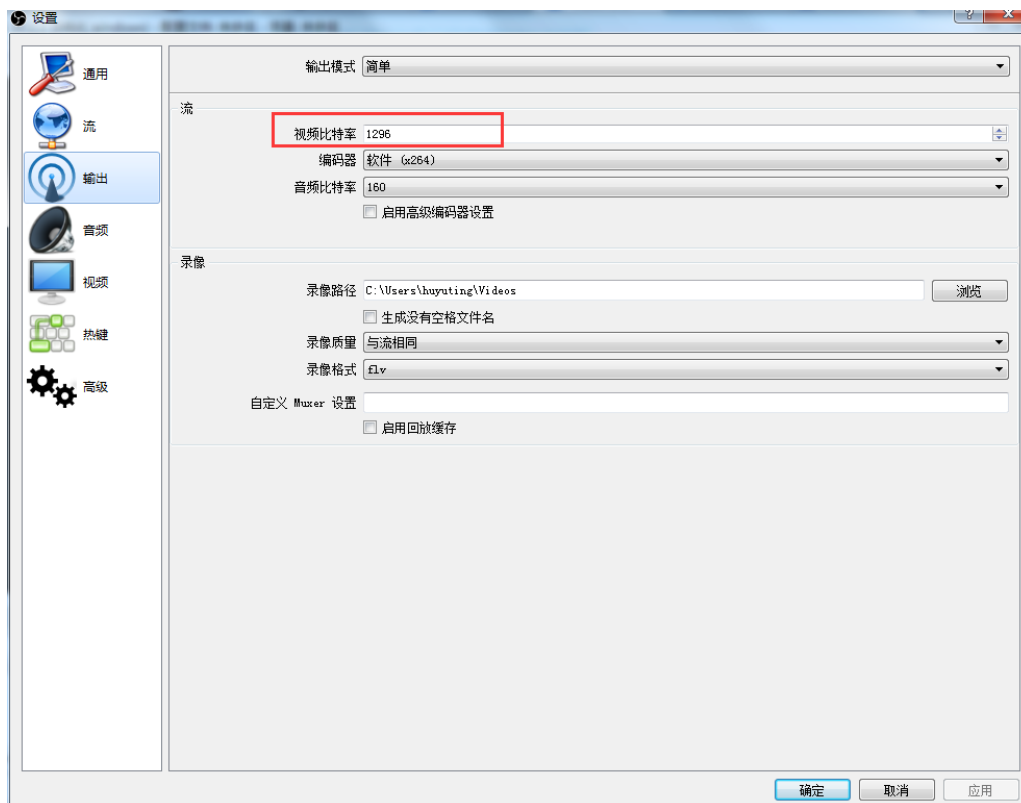 设置
通用
流
输出
音频
视频
热键
高级
输出模式 简单
流
视频比特率 1296
编码器 软件 (x264)
音频比特率 160
启用高级编码器设置
录像
录像路径 C:\Users\huyuting\Videos 浏览
生成没有空格文件名
录像质量 与流相同
录像格式 flv
自定义 Muxer 设置
启用回放缓存
确定 取消 应用